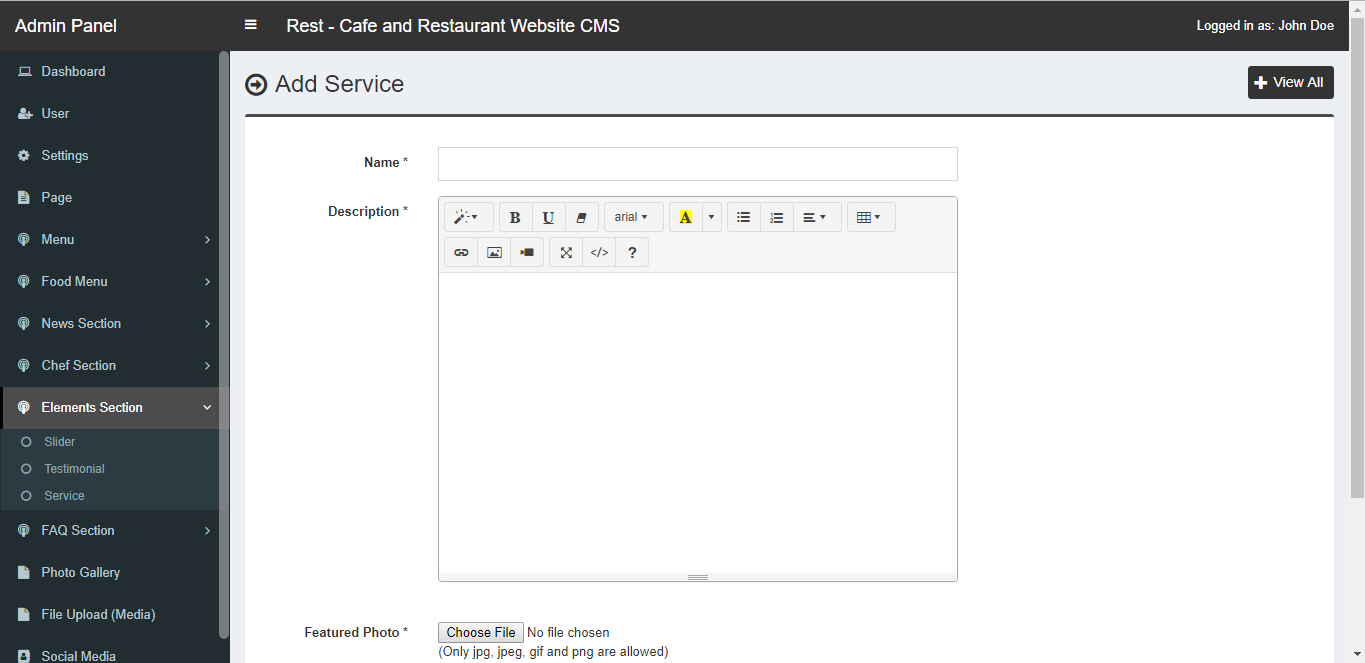 Admin Panel
Rest - Cafe and Restaurant Website CMS
Logged in as: John Doe
Dashboard
User
Settings
Page
Menu
Food Menu
News Section
Chef Section
Elements Section
Slider
Testimonial
Service
FAQ Section
Photo Gallery
File Upload (Media)
Social Media
Add Service
View All
Name *
Description *
B U arial A
</> ?
Featured Photo *
Choose File No file chosen
(Only jpg, jpeg, gif and png are allowed)